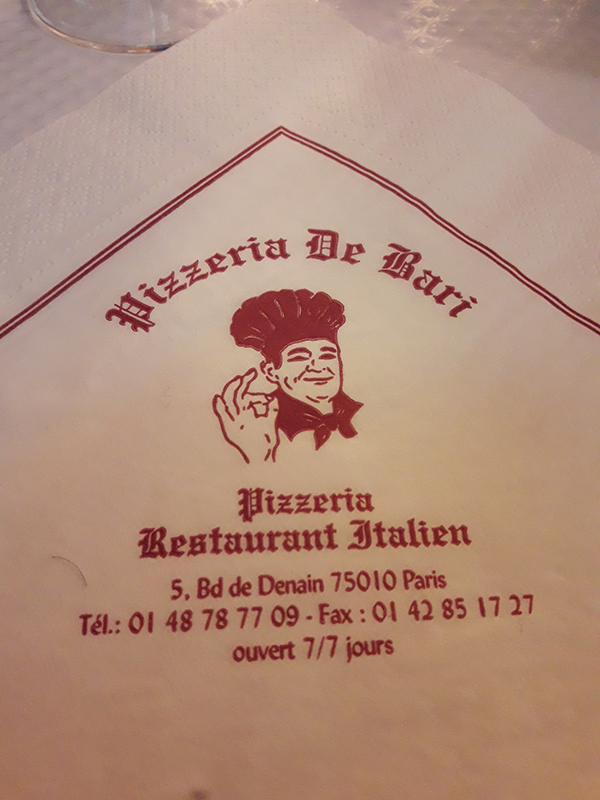 Pizzeria De Bari
Pizzeria
Restaurant Italien
5, Bd de Denain 75010 Paris
Tél.: 01 48 78 77 09 - Fax : 01 42 85 17 27
ouvert 7/7 jours